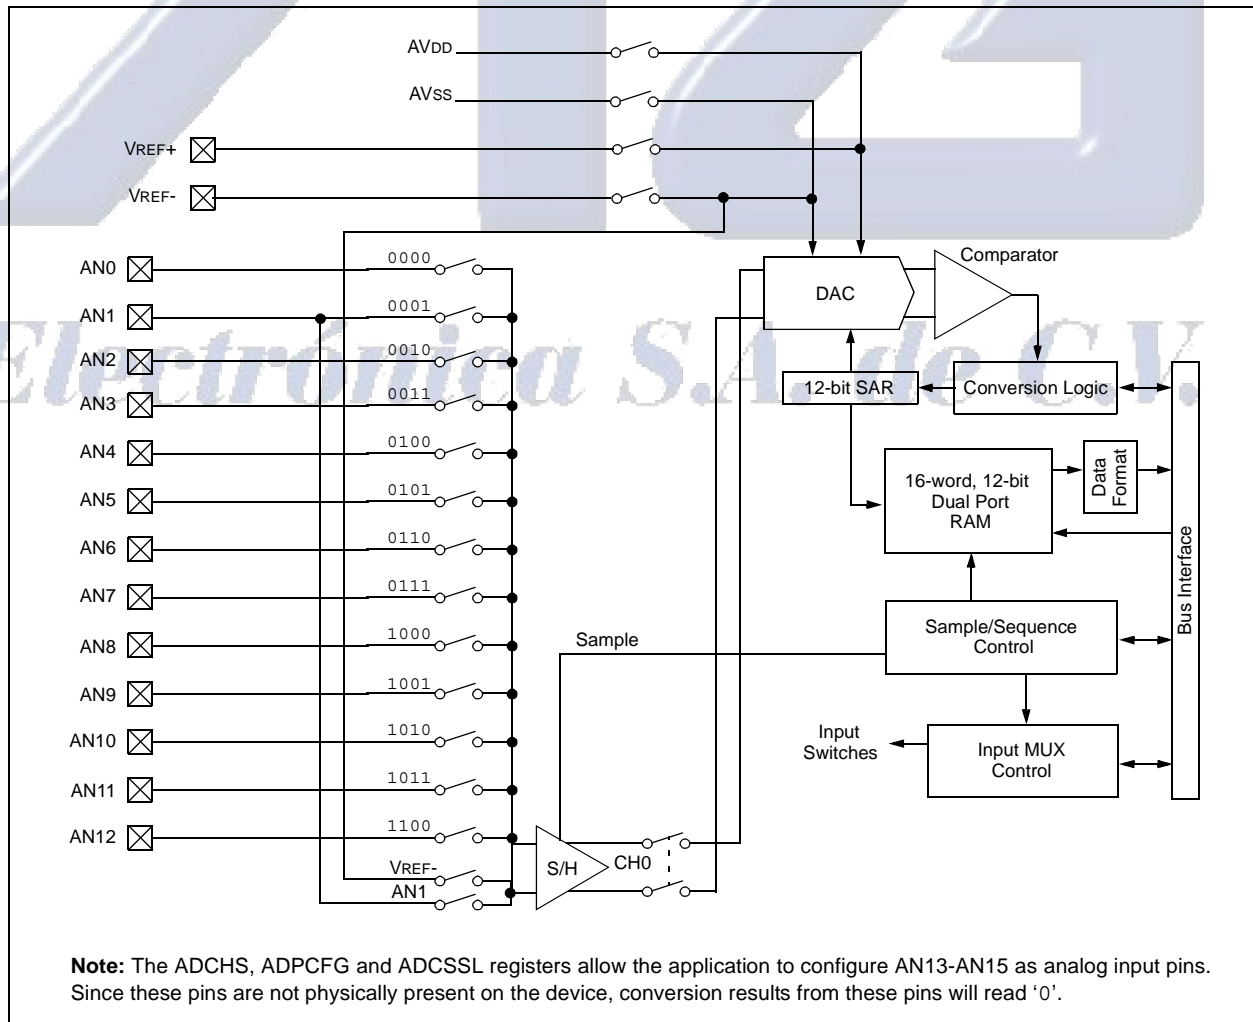 AVDD
AVSS
VREF+
VREF-
AN0 0000
AN1 0001
AN2 0010
AN3 0011
AN4 0100
AN5 0101
AN6 0110
AN7 0111
AN8 1000
AN9 1001
AN10 1010
AN11 1011
AN12 1100
VREF-
AN1
S/H
CH0
Sample
DAC
Comparator
12-bit SAR
Conversion Logic
16-word, 12-bit
Dual Port
RAM
Data
Format
Sample/Sequence
Control
Input
Switches
Input MUX
Control
Bus Interface
Electrónica S.A. de C.V.
Note: The ADCHS, ADPCFG and ADCSSL registers allow the application to configure AN13-AN15 as analog input pins.
Since these pins are not physically present on the device, conversion results from these pins will read ‘0’.